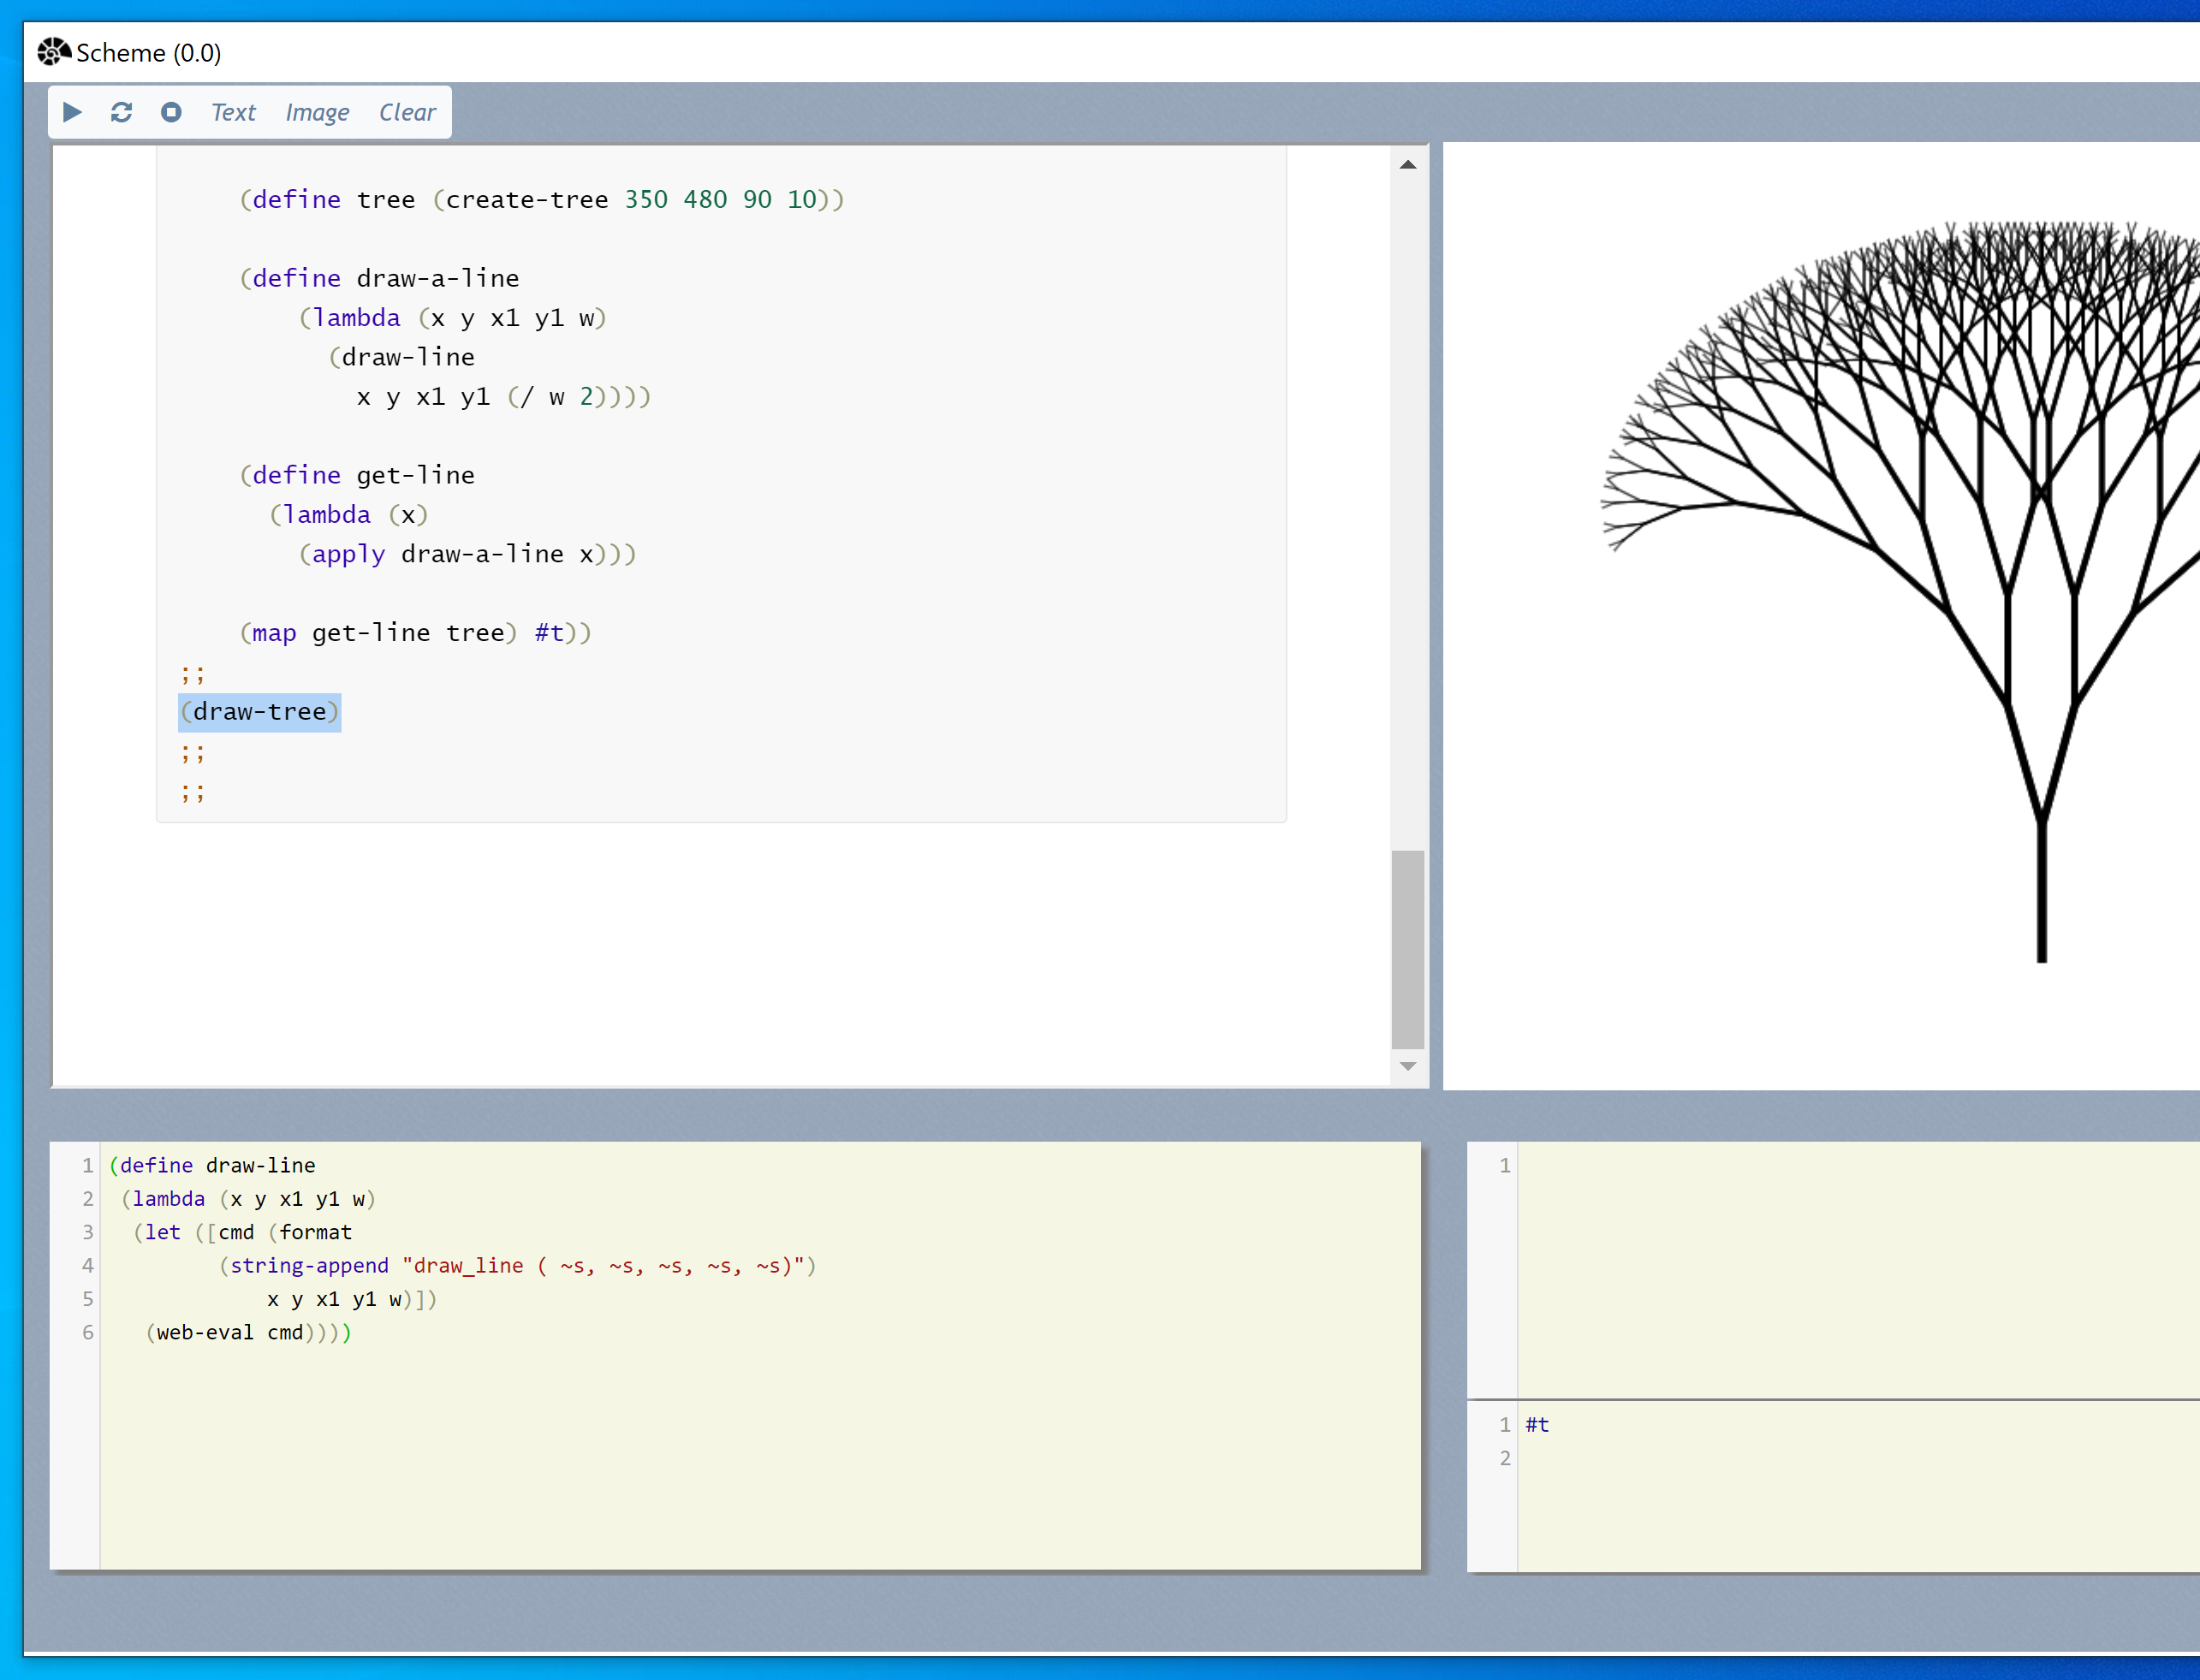 Scheme (0.0)
Text Image Clear
(define tree (create-tree 350 480 90 10))
(define draw-a-line
(lambda (x y x1 y1 w)
(draw-line
x y x1 y1 (/ w 2))))
(define get-line
(lambda (x)
(apply draw-a-line x)))
(map get-line tree) #t))
;;
(draw-tree)
;;
;;
1 (define draw-line
2 (lambda (x y x1 y1 w)
3 (let ([cmd (format
4 (string-append "draw_line ( ~s, ~s, ~s, ~s, ~s)")
5 x y x1 y1 w)])
6 (web-eval cmd))))
1
1 #t
2